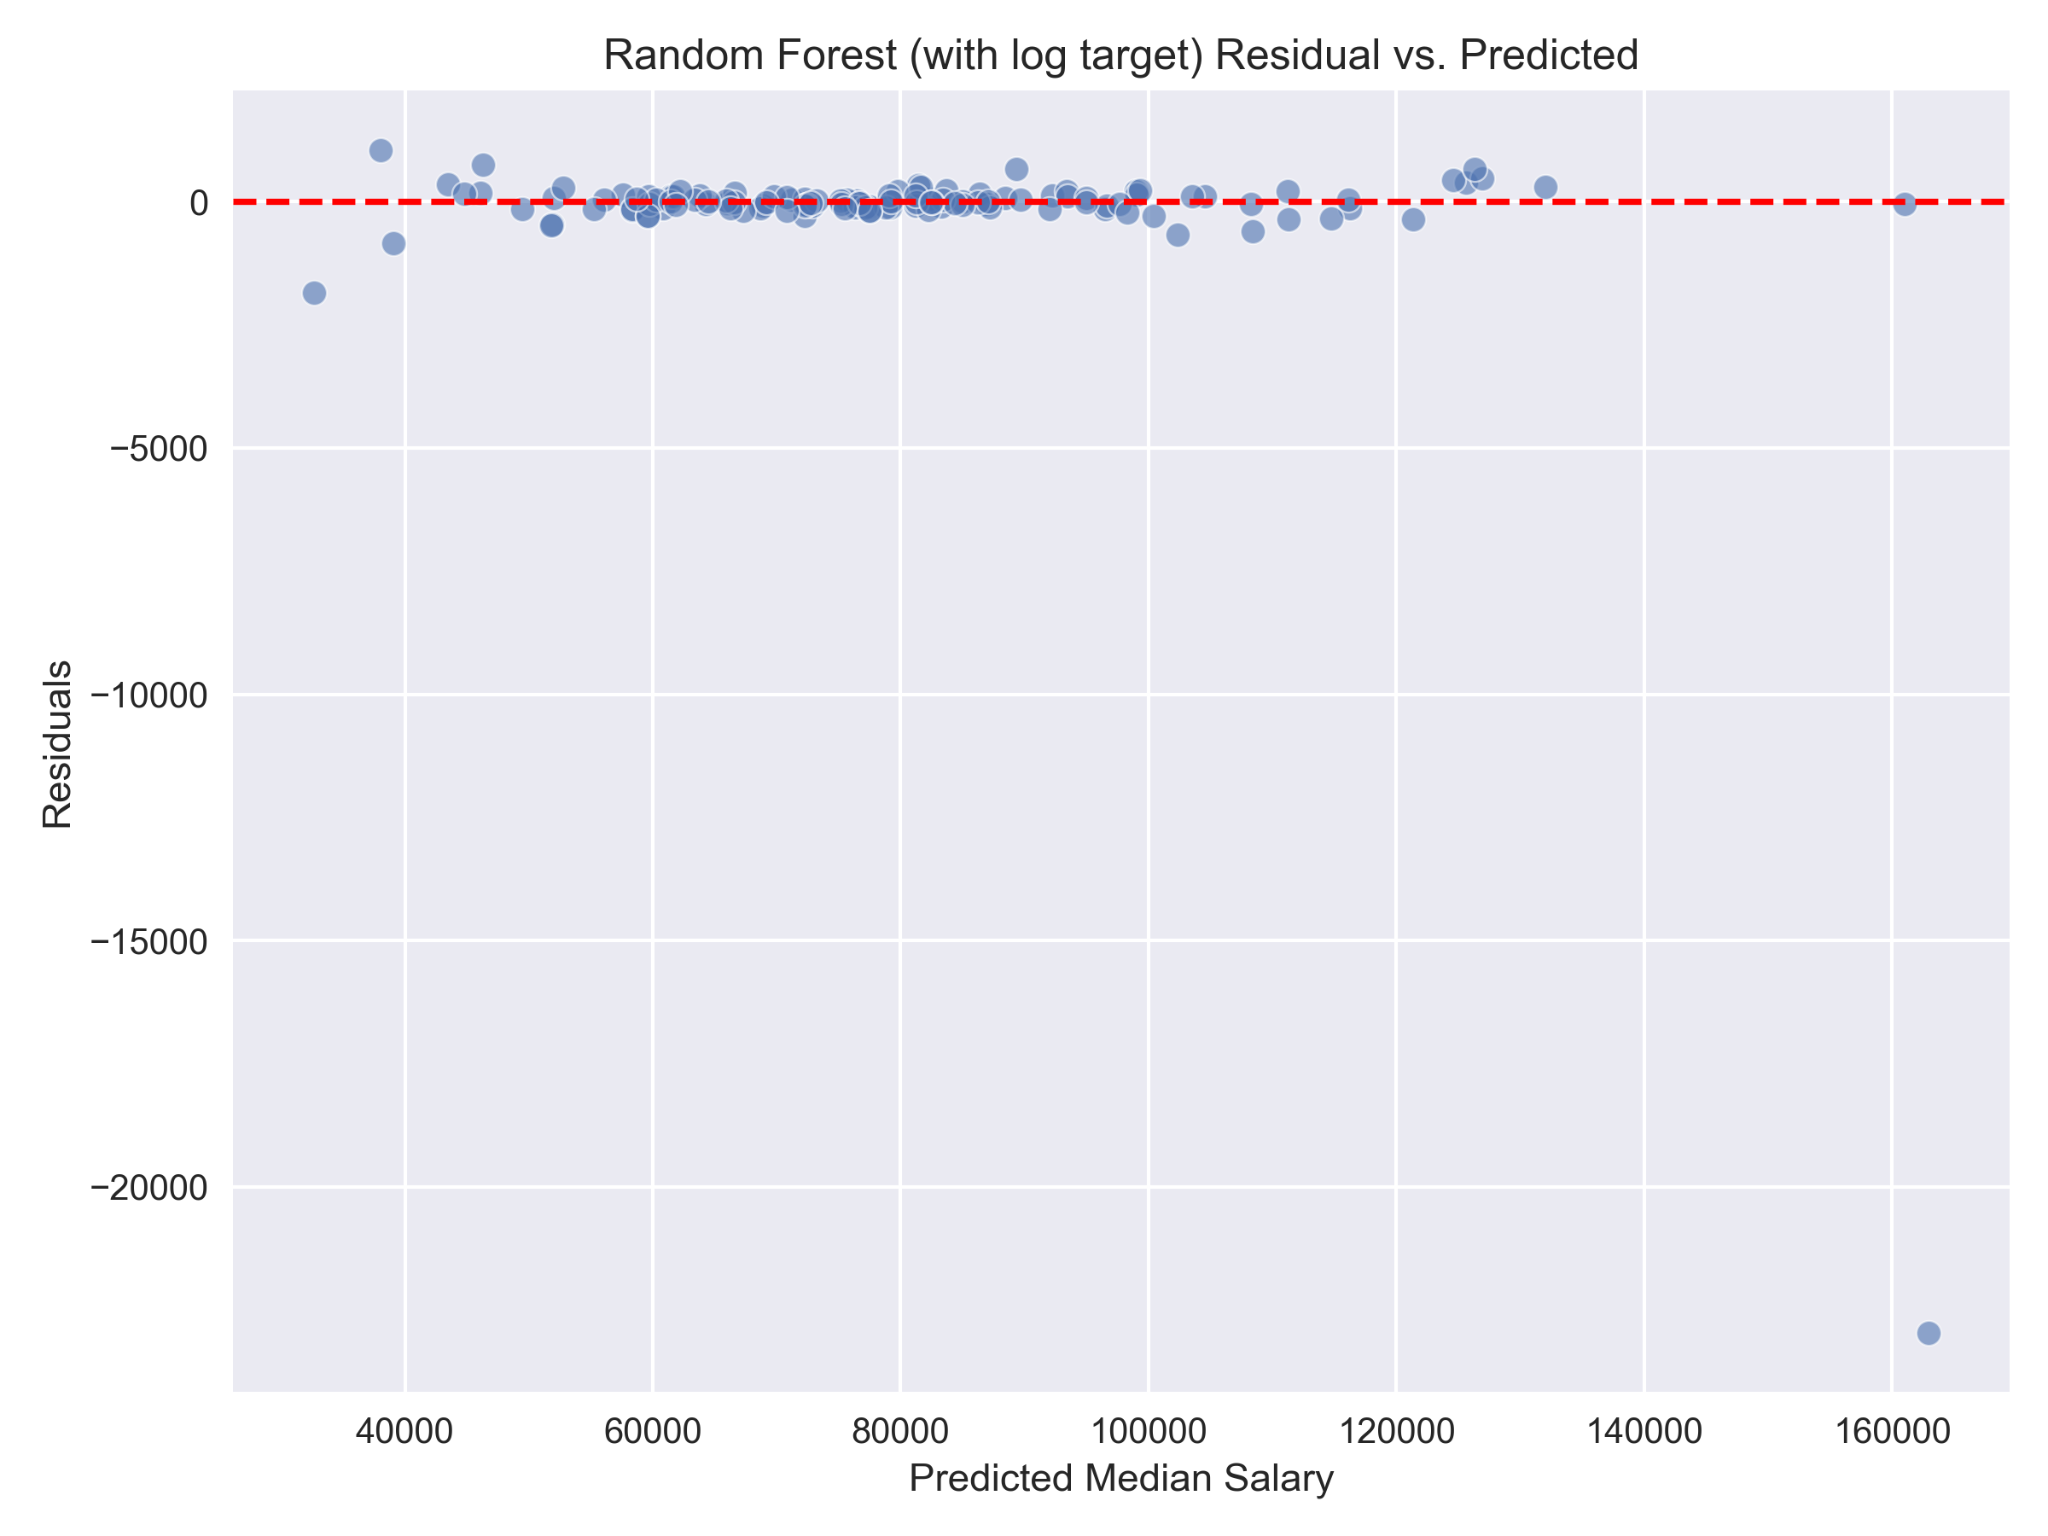 Random Forest (with log target) Residual vs. Predicted
0
−5000
−10000
−15000
−20000
Residuals
40000 60000 80000 100000 120000 140000 160000
Predicted Median Salary